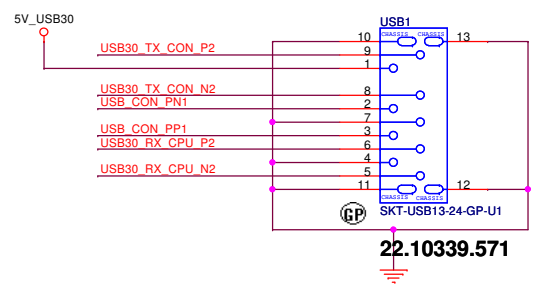 5V_USB30
USB1
10 CHASSIS CHASSIS 13
USB30_TX_CON_P2 9
1
USB30_TX_CON_N2 8
USB_CON_PN1 2
7
USB_CON_PP1 3
USB30_RX_CPU_P2 6
4
USB30_RX_CPU_N2 5
11 CHASSIS CHASSIS 12
GP
SKT-USB13-24-GP-U1
22.10339.571